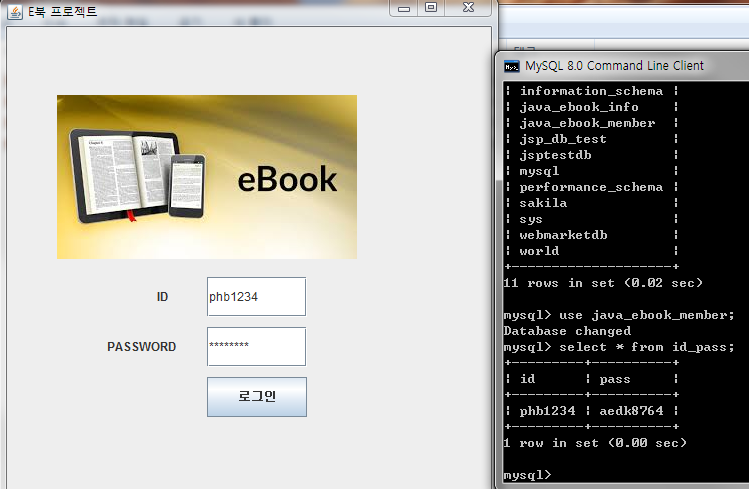 E북 프로젝트
eBook
ID
phb1234
PASSWORD
********
로그인
MySQL 8.0 Command Line Client
| information_schema |
| java_ebook_info |
| java_ebook_member |
| jsp_db_test |
| jsptestdb |
| mysql |
| performance_schema |
| sakila |
| sys |
| webmarketdb |
| world |
+--------------------+
11 rows in set (0.02 sec)
mysql> use java_ebook_member;
Database changed
mysql> select * from id_pass;
+---------+----------+
| id | pass |
+---------+----------+
| phb1234 | aedk8764 |
+---------+----------+
1 row in set (0.00 sec)
mysql>